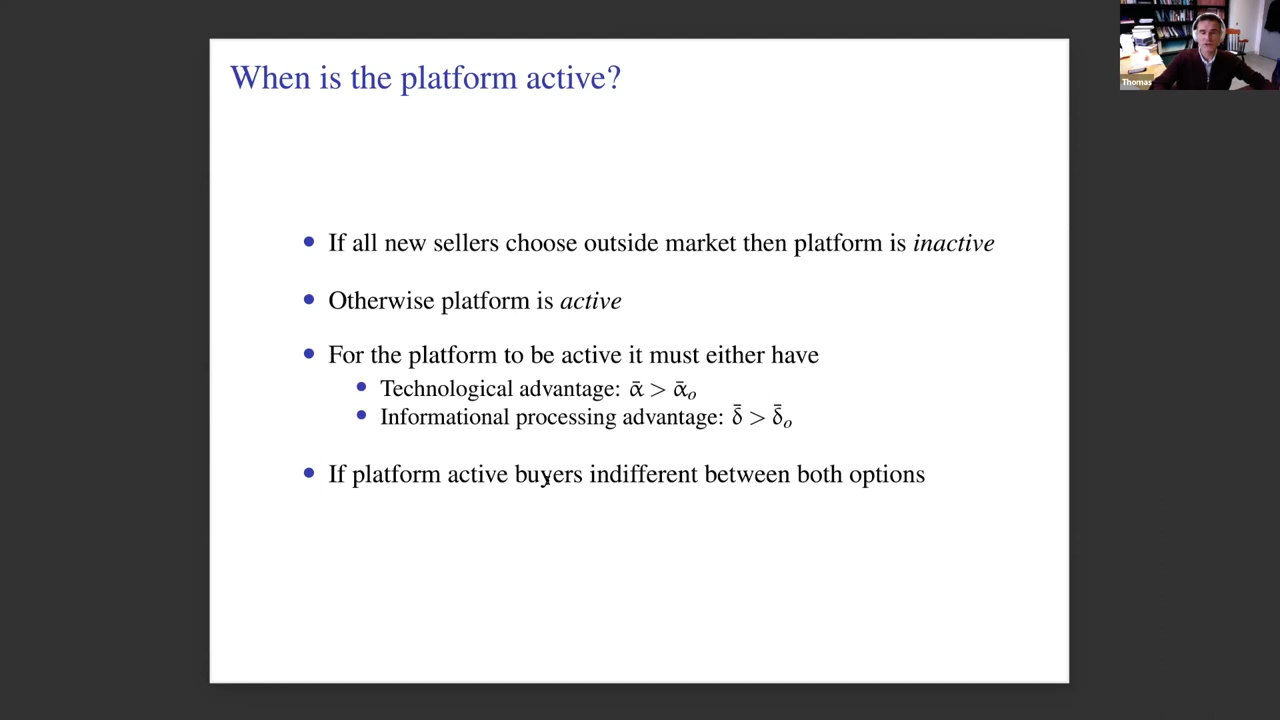 When is the platform active?
Thomas
• If all new sellers choose outside market then platform is inactive
• Otherwise platform is active
• For the platform to be active it must either have
• Technological advantage: ᾱ > ᾱₒ
• Informational processing advantage: δ̄ > δ̄ₒ
• If platform active buyers indifferent between both options